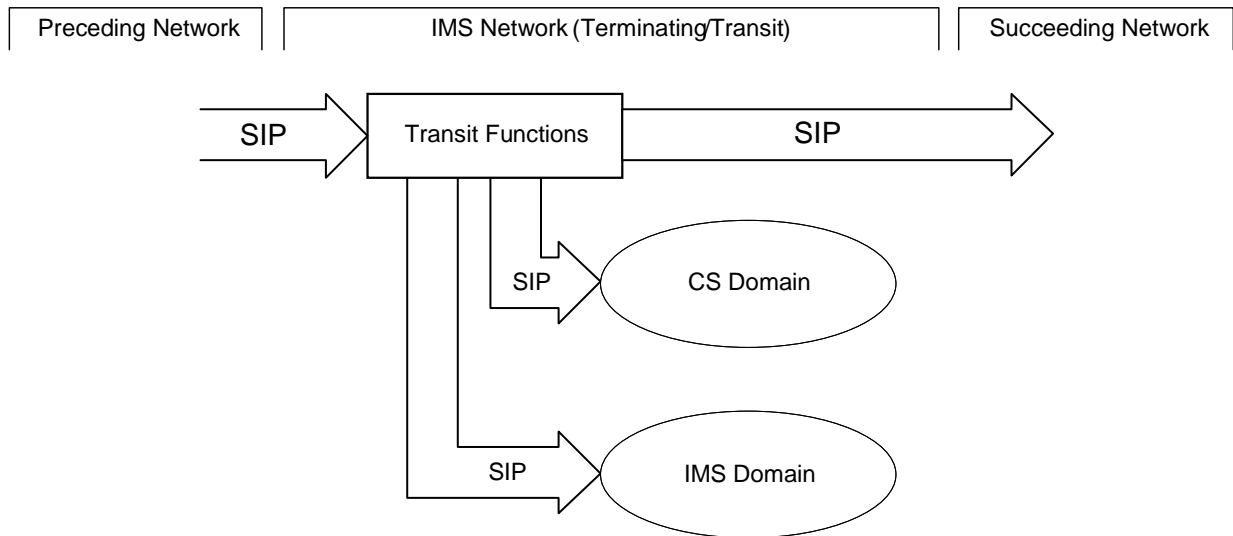 Preceding Network
IMS Network (Terminating/Transit)
Succeeding Network
SIP
Transit Functions
SIP
SIP
CS Domain
SIP
IMS Domain